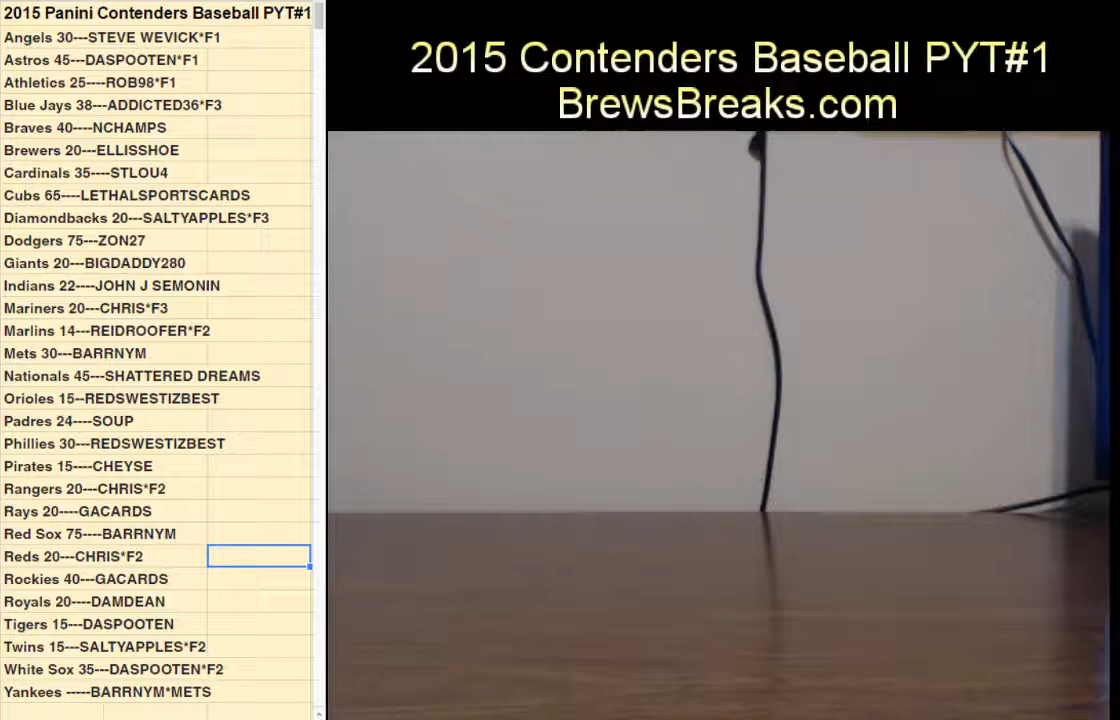 2015 Panini Contenders Baseball PYT#1
Angels 30---STEVE WEVICK*F1
Astros 45---DASPOOTEN*F1
Athletics 25---ROB98*F1
Blue Jays 38---ADDICTED36*F3
Braves 40----NCHAMPS
Brewers 20---ELLISSHOE
Cardinals 35----STLOU4
Cubs 65----LETHALSPORTSCARDS
Diamondbacks 20---SALTYAPPLES*F3
Dodgers 75---ZON27
Giants 20---BIGDADDY280
Indians 22----JOHN J SEMONIN
Mariners 20---CHRIS*F3
Marlins 14---REIDROOFER*F2
Mets 30---BARRNYM
Nationals 45---SHATTERED DREAMS
Orioles 15--REDSWESTIZBEST
Padres 24----SOUP
Phillies 30---REDSWESTIZBEST
Pirates 15----CHEYSE
Rangers 20---CHRIS*F2
Rays 20----GACARDS
Red Sox 75----BARRNYM
Reds 20---CHRIS*F2
Rockies 40---GACARDS
Royals 20----DAMDEAN
Tigers 15---DASPOOTEN
Twins 15---SALTYAPPLES*F2
White Sox 35---DASPOOTEN*F2
Yankees -----BARRNYM*METS
2015 Contenders Baseball PYT#1
BrewsBreaks.com